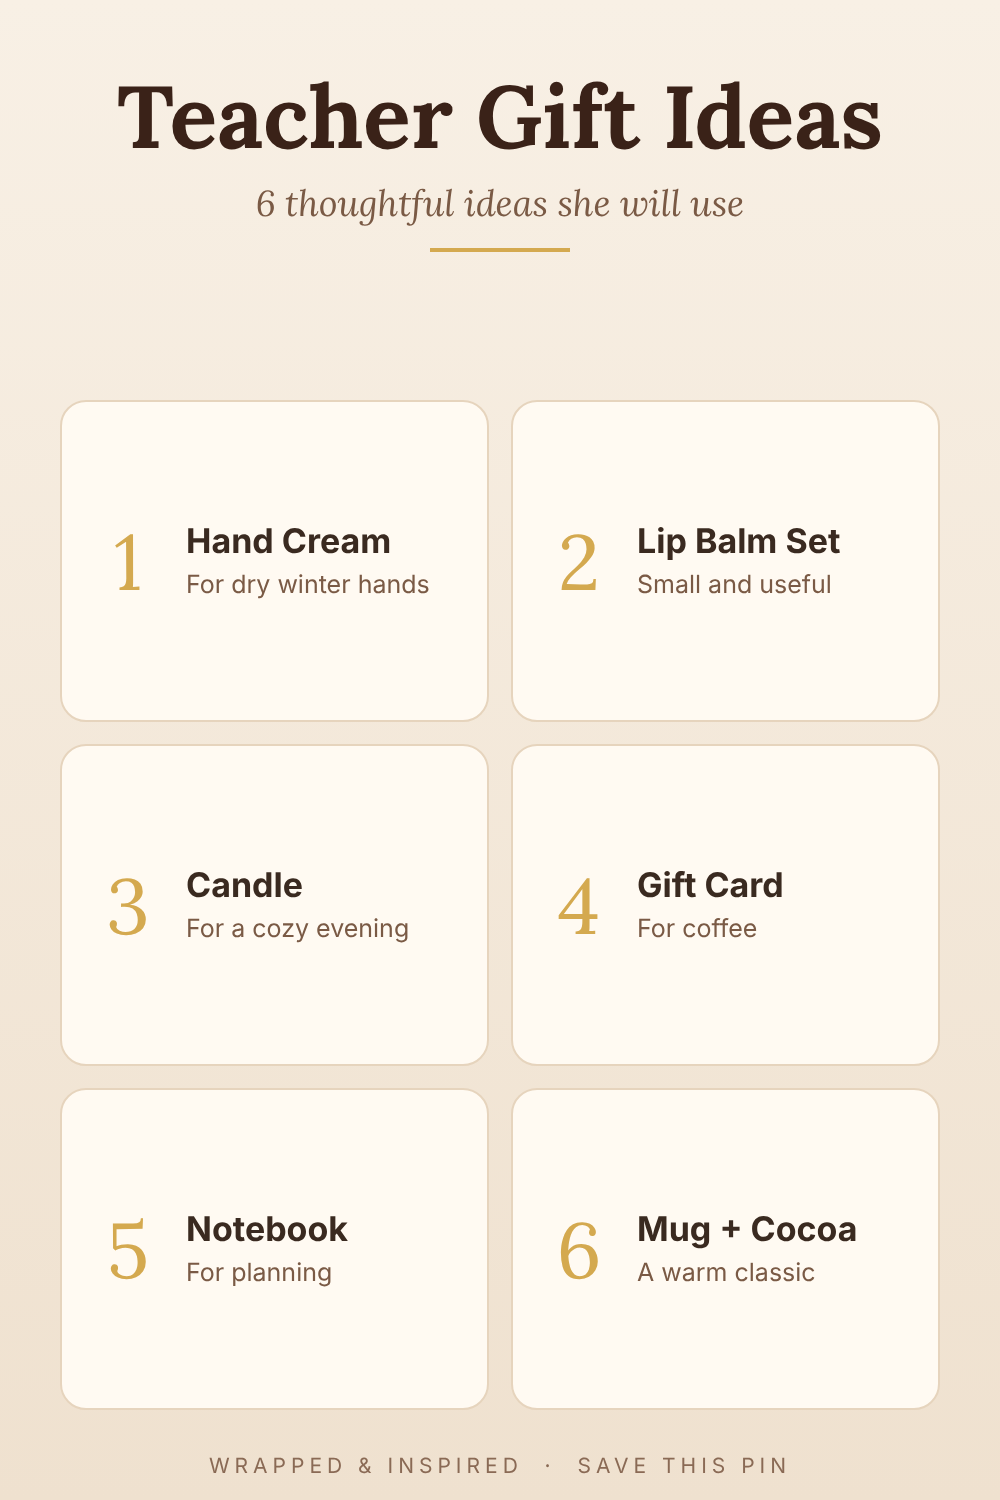 Teacher Gift Ideas
6 thoughtful ideas she will use
1
Hand Cream
For dry winter hands
2
Lip Balm Set
Small and useful
3
Candle
For a cozy evening
4
Gift Card
For coffee
5
Notebook
For planning
6
Mug + Cocoa
A warm classic
WRAPPED & INSPIRED · SAVE THIS PIN